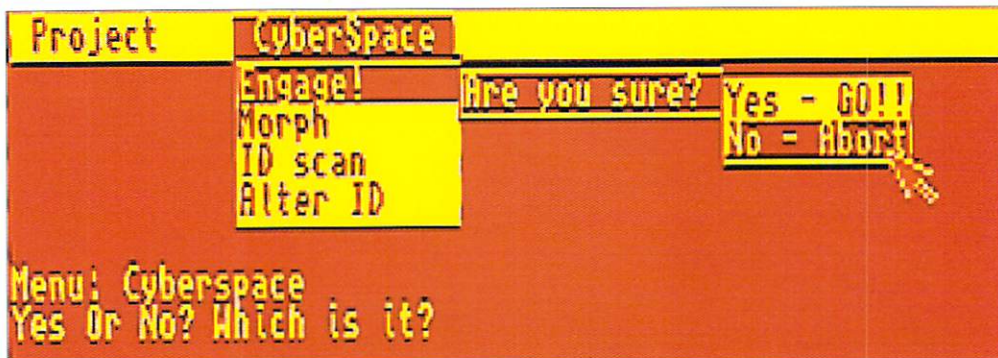 Project CyberSpace
Engage! Are you sure? Yes - GO!!
Morph No - Abort
ID scan
Alter ID
Menu: Cyberspace
Yes Or No? Which is it?